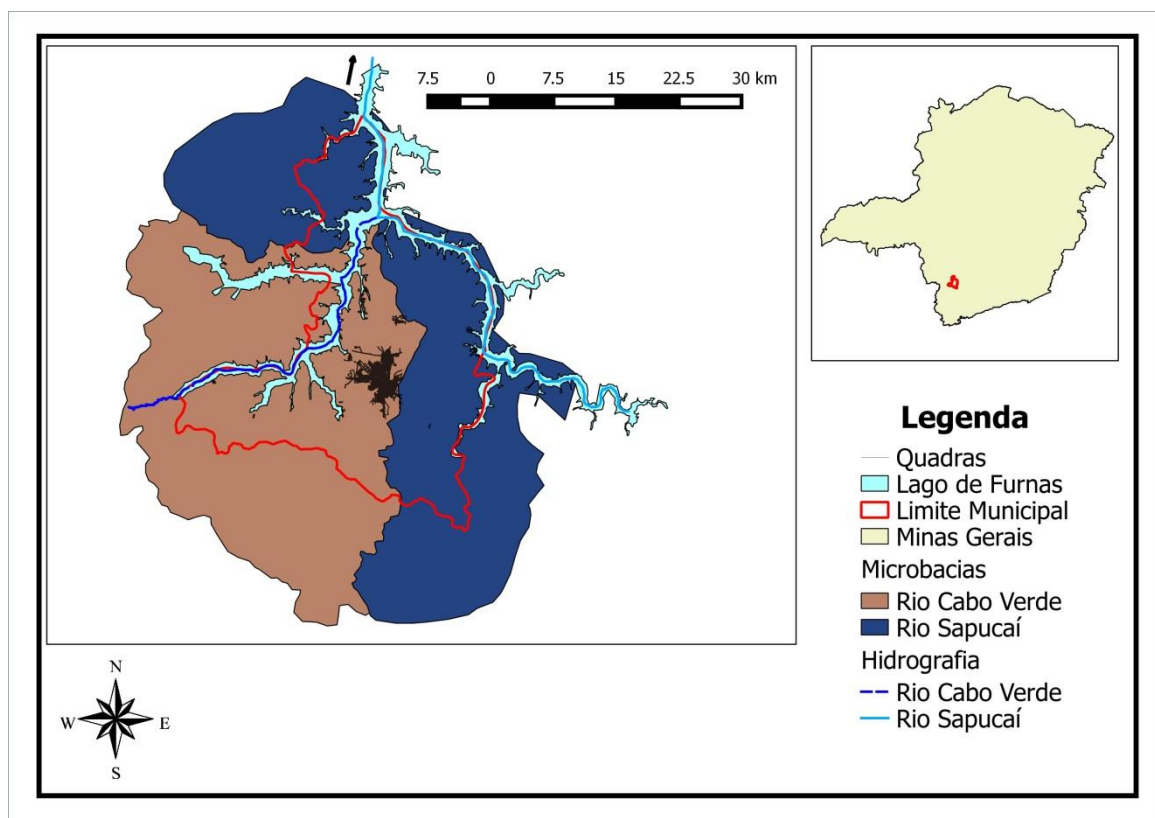 7.5 0 7.5 15 22.5 30 km
Legenda
Quadras
Lago de Furnas
Limite Municipal
Minas Gerais
Microbacias
Rio Cabo Verde
Rio Sapucaí
Hidrografia
Rio Cabo Verde
Rio Sapucaí
N
W E
S